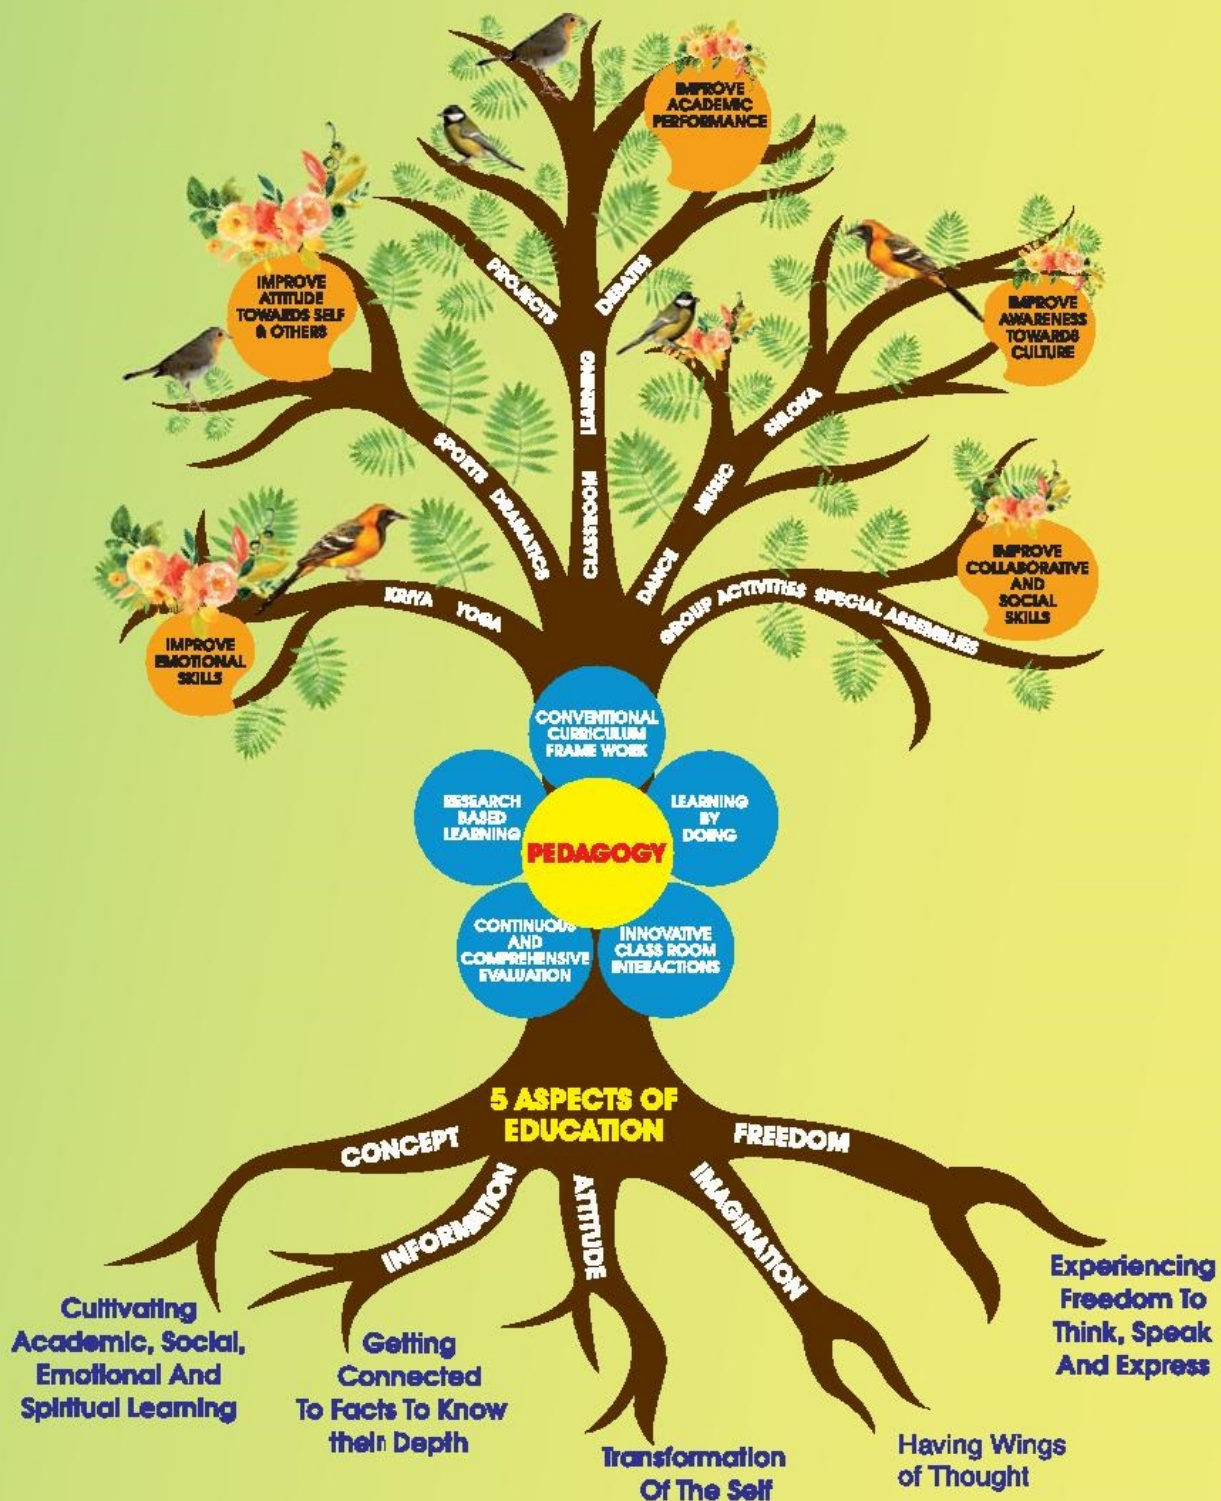 IMPROVE
ACADEMIC
PERFORMANCE
IMPROVE
ATTITUDE
TOWARDS SELF
& OTHERS
PROJECTS
DEBATES
IMPROVE
AWARENESS
TOWARDS
CULTURE
CLASSROOM LEARNING
SPORTS DRAMATICS
DANCE MUSIC SHLOKA
IMPROVE
COLLABORATIVE
AND
SOCIAL
SKILLS
KRIYA YOGA
GROUP ACTIVITIES SPECIAL ASSEMBLIES
IMPROVE
EMOTIONAL
SKILLS
CONVENTIONAL
CURRICULUM
FRAME WORK
RESEARCH
BASED
LEARNING
LEARNING
BY
DOING
PEDAGOGY
CONTINUOUS
AND
COMPREHENSIVE
EVALUATION
INNOVATIVE
CLASS ROOM
INTERACTIONS
5 ASPECTS OF
EDUCATION
CONCEPT
INFORMATION
ATTITUDE
IMAGINATION
FREEDOM
Cultivating
Academic, Social,
Emotional And
Spiritual Learning
Getting
Connected
To Facts To Know
their Depth
Transformation
Of The Self
Having Wings
of Thought
Experiencing
Freedom To
Think, Speak
And Express